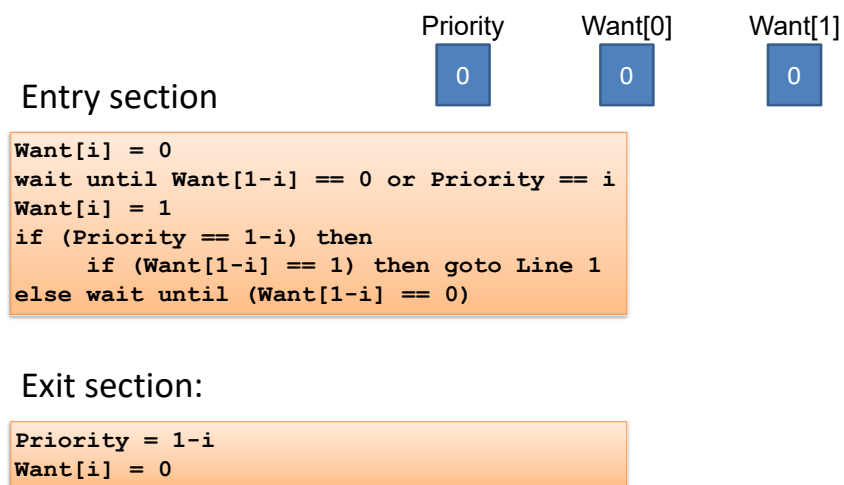 Priority Want[0] Want[1]
0 0 0
Entry section
Want[i] = 0
wait until Want[1-i] == 0 or Priority == i
Want[i] = 1
if (Priority == 1-i) then
if (Want[1-i] == 1) then goto Line 1
else wait until (Want[1-i] == 0)
Exit section:
Priority = 1-i
Want[i] = 0